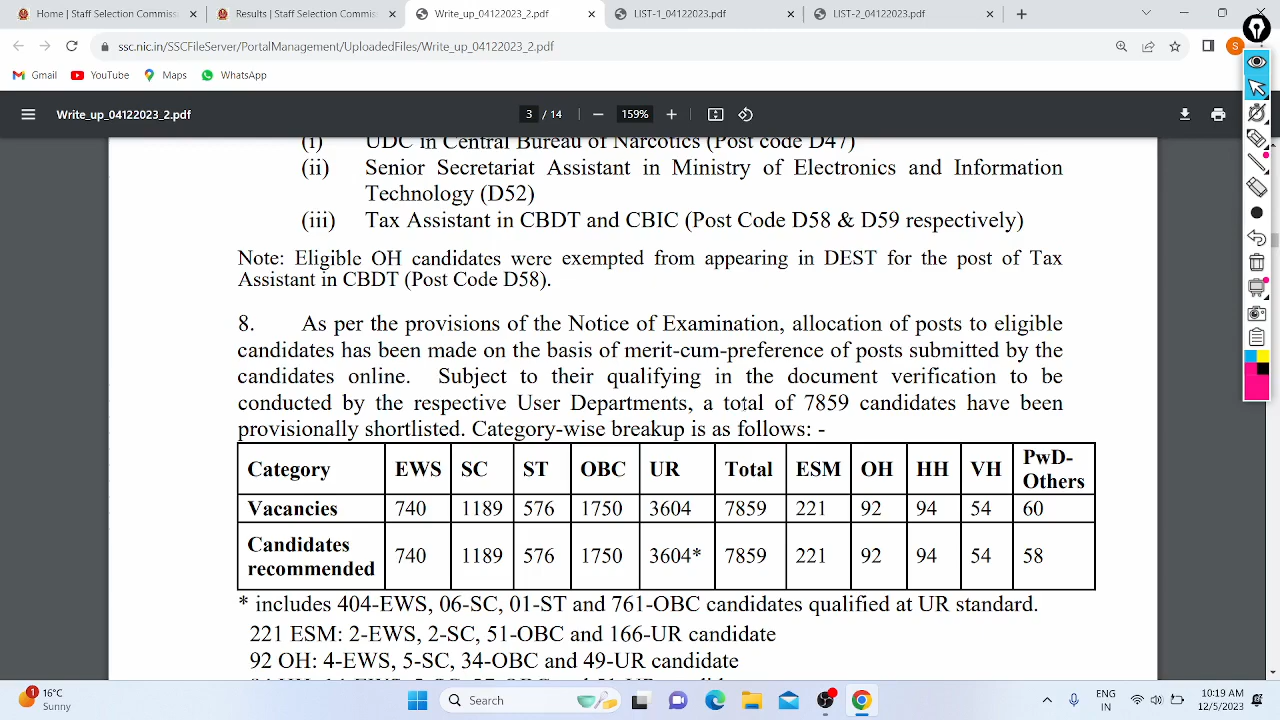 Home | Staff Selection Commissi
Results | Staff Selection Commiss
Write_up_04122023_2.pdf
LIST-1_04122023.pdf
LIST-2_04122023.pdf
ssc.nic.in/SSCFileServer/PortalManagement/UploadedFiles/Write_up_04122023_2.pdf
S
Gmail YouTube Maps WhatsApp
Write_up_04122023_2.pdf 3 / 14 159%
(i) UDC in Central Bureau of Narcotics (Post code D47)
(ii) Senior Secretariat Assistant in Ministry of Electronics and Information
Technology (D52)
(iii) Tax Assistant in CBDT and CBIC (Post Code D58 & D59 respectively)
Note: Eligible OH candidates were exempted from appearing in DEST for the post of Tax
Assistant in CBDT (Post Code D58).
8. As per the provisions of the Notice of Examination, allocation of posts to eligible
candidates has been made on the basis of merit-cum-preference of posts submitted by the
candidates online. Subject to their qualifying in the document verification to be
conducted by the respective User Departments, a total of 7859 candidates have been
provisionally shortlisted. Category-wise breakup is as follows: -
Category EWS SC ST OBC UR Total ESM OH HH VH PwD-
Others
Vacancies 740 1189 576 1750 3604 7859 221 92 94 54 60
Candidates
recommended 740 1189 576 1750 3604* 7859 221 92 94 54 58
* includes 404-EWS, 06-SC, 01-ST and 761-OBC candidates qualified at UR standard.
221 ESM: 2-EWS, 2-SC, 51-OBC and 166-UR candidate
92 OH: 4-EWS, 5-SC, 34-OBC and 49-UR candidate
1
16°C
Sunny
Search
ENG
IN
10:19 AM
12/5/2023